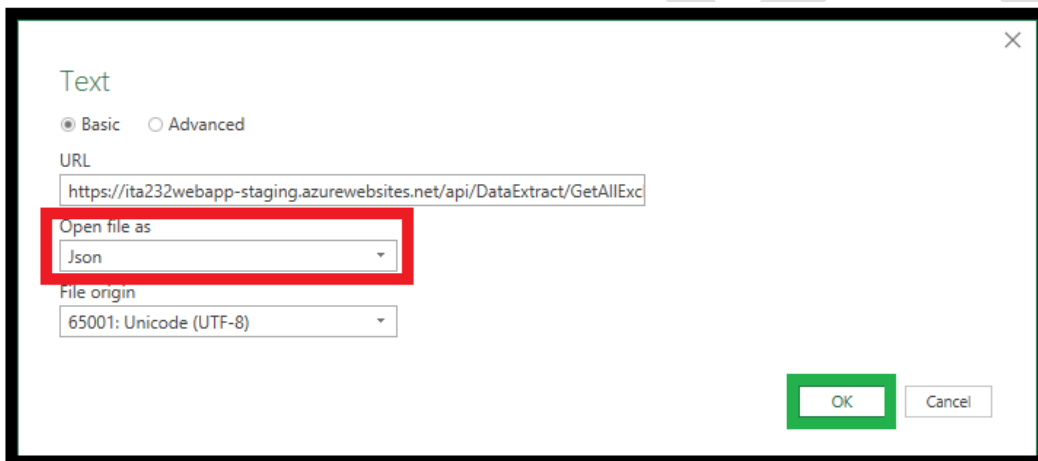 Text
Basic Advanced
URL
https://ita232webapp-staging.azurewebsites.net/api/DataExtract/GetAllExc
Open file as
Json
File origin
65001: Unicode (UTF-8)
OK Cancel